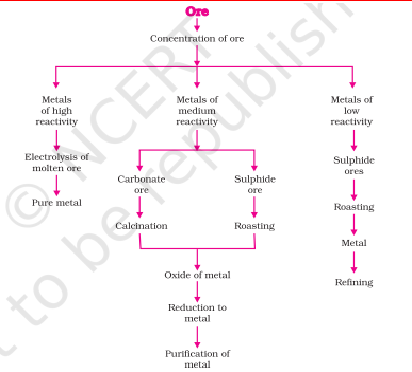 Ore
Concentration of ore
Metals
of high
reactivity
Electrolysis of
molten ore
Pure metal
Metals of
medium
reactivity
Carbonate
ore
Calcination
Sulphide
ore
Roasting
Oxide of metal
Reduction to
metal
Purification of
metal
Metals of
low
reactivity
Sulphide
ores
Roasting
Metal
Refining
© NCERT
t to be republish